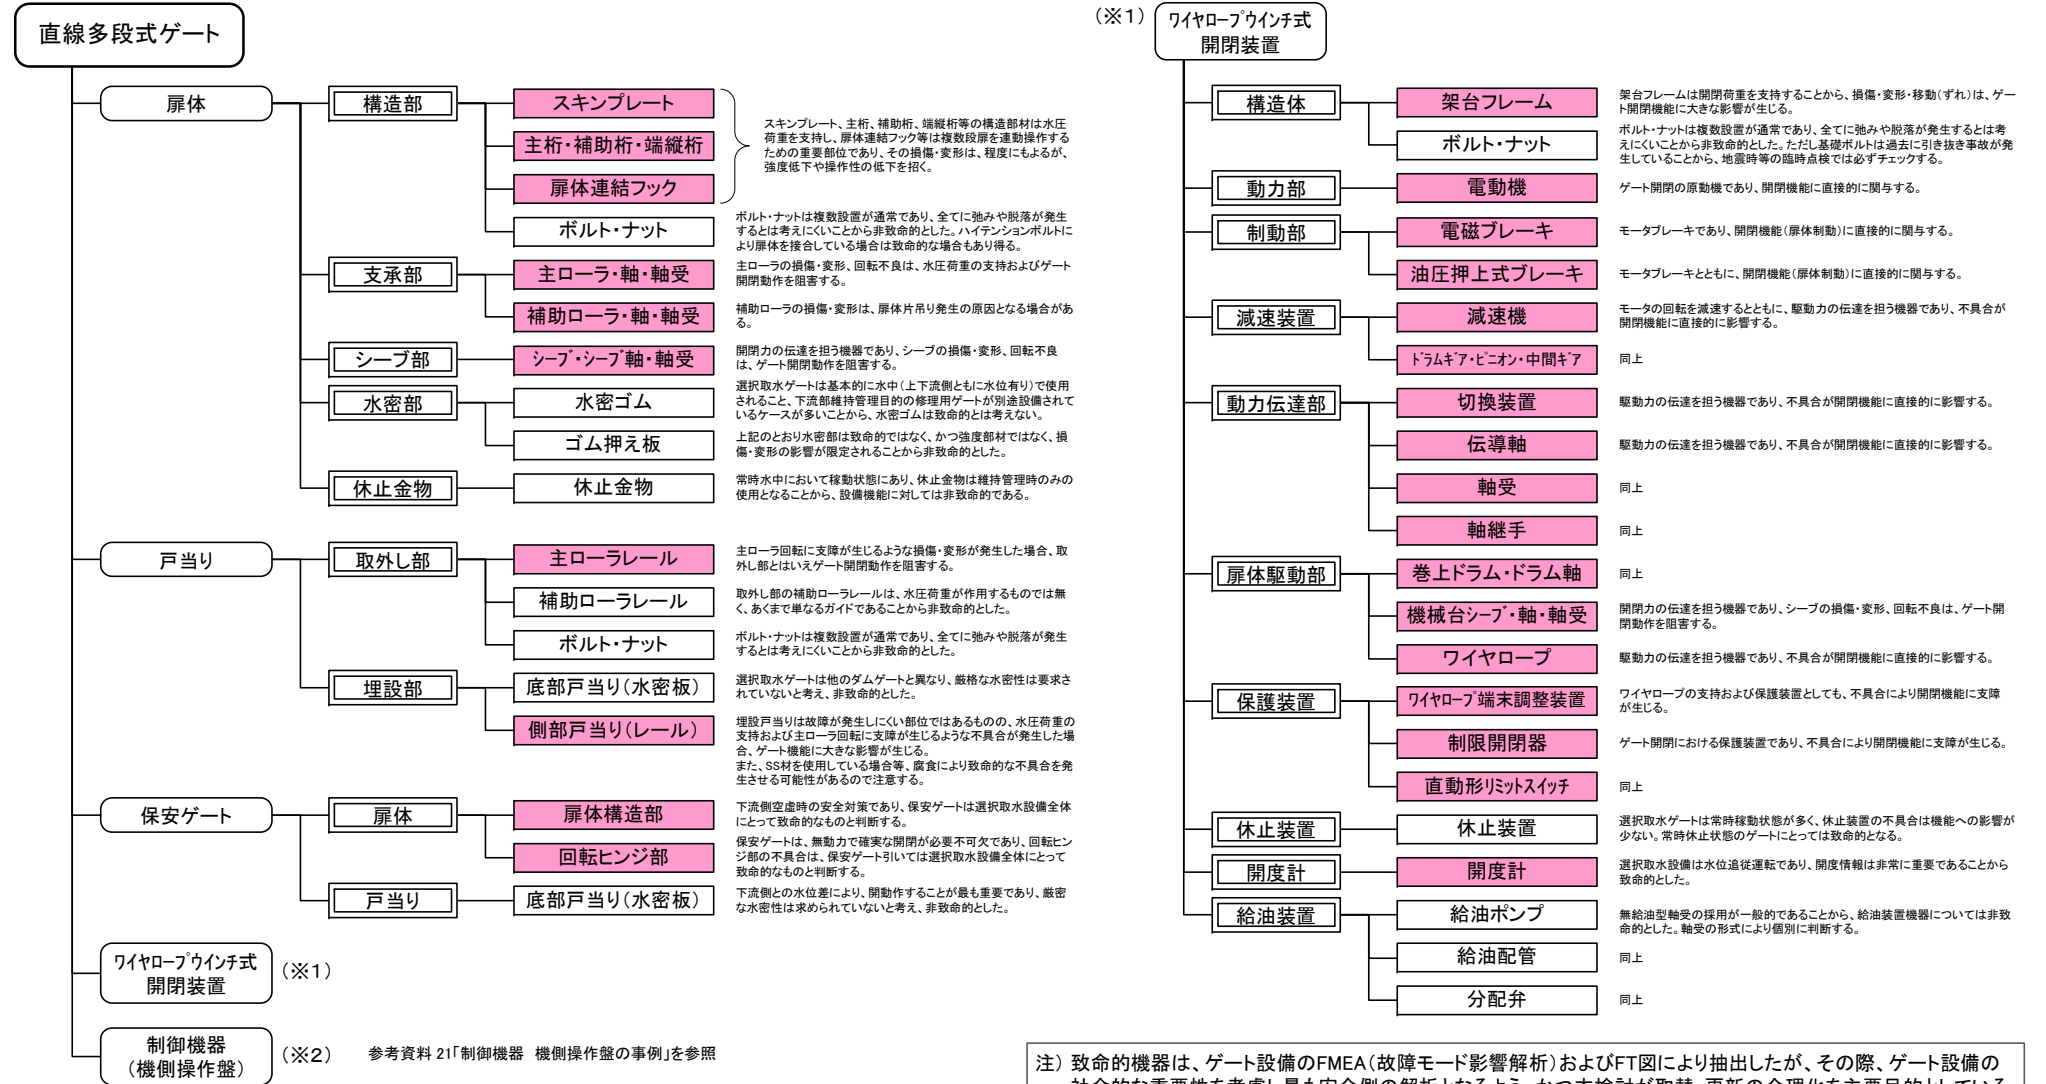 直線多段式ゲート
扉体
構造部
スキンプレート
主桁・補助桁・端縦桁
扉体連結フック
スキンプレート、主桁、補助桁、端縦桁等の構造部材は水圧
荷重を支持し、扉体連結フック等は複数段扉を連動操作する
ための重要部位であり、その損傷・変形は、程度にもよるが、
強度低下や操作性の低下を招く。
ボルト・ナット
ボルト・ナットは複数設置が通常であり、全てに弛みや脱落が発生
するとは考えにくいことから非致命的とした。ハイテンションボルトに
より扉体を接合している場合は致命的な場合もあり得る。
支承部
主ローラ・軸・軸受
主ローラの損傷・変形、回転不良は、水圧荷重の支持およびゲート
開閉動作を阻害する。
補助ローラ・軸・軸受
補助ローラの損傷・変形は、扉体片吊り発生の原因となる場合があ
る。
シーブ部
シーブ・シーブ軸・軸受
開閉力の伝達を担う機器であり、シーブの損傷・変形、回転不良
は、ゲート開閉動作を阻害する。
水密部
水密ゴム
選択取水ゲートは基本的に水中(上下流側ともに水位有り)で使用
されること、下流部維持管理目的の修理用ゲートが別途設備されて
いるケースが多いことから、水密ゴムは致命的とは考えない。
ゴム押え板
上記のとおり水密部は致命的ではなく、かつ強度部材ではなく、損
傷・変形の影響が限定されることから非致命的とした。
休止金物
休止金物
常時水中において稼動状態にあり、休止金物は維持管理時のみの
使用となることから、設備機能に対しては非致命的である。
戸当り
取外し部
主ローラレール
主ローラ回転に支障が生じるような損傷・変形が発生した場合、取
外し部とはいえゲート開閉動作を阻害する。
補助ローラレール
取外し部の補助ローラレールは、水圧荷重が作用するものでは無
く、あくまで単なるガイドであることから非致命的とした。
ボルト・ナット
ボルト・ナットは複数設置が通常であり、全てに弛みや脱落が発生
するとは考えにくいことから非致命的とした。
埋設部
底部戸当り(水密板)
選択取水ゲートは他のダムゲートと異なり、厳格な水密性は要求さ
れていないと考え、非致命的とした。
側部戸当り(レール)
埋設戸当りは故障が発生しにくい部位ではあるものの、水圧荷重の
支持および主ローラ回転に支障が生じるような不具合が発生した場
合、ゲート機能に大きな影響が生じる。
また、SS材を使用している場合等、腐食により致命的な不具合を発
生させる可能性があるので注意する。
保安ゲート
扉体
扉体構造部
下流側空虚時の安全対策であり、保安ゲートは選択取水設備全体
にとって致命的なものと判断する。
回転ヒンジ部
保安ゲートは、無動力で確実な開閉が必要不可欠であり、回転ヒン
ジ部の不具合は、保安ゲート引いては選択取水設備全体にとって
致命的なものと判断する。
戸当り
底部戸当り(水密板)
下流側との水位差により、開動作することが最も重要であり、厳密
な水密性は求められていないと考え、非致命的とした。
ワイヤロープウインチ式
開閉装置
(※1)
制御機器
(機側操作盤)
(※2)
参考資料 21「制御機器 機側操作盤の事例」を参照
(※1)
ワイヤロープウインチ式
開閉装置
構造体
架台フレーム
架台フレームは開閉荷重を支持することから、損傷・変形・移動(ずれ)は、ゲー
ト開閉機能に大きな影響が生じる。
ボルト・ナット
ボルト・ナットは複数設置が通常であり、全てに弛みや脱落が発生するとは考
えにくいことから非致命的とした。ただし基礎ボルトは過去に引き抜き事故が発
生していることから、地震時等の臨時点検では必ずチェックする。
動力部
電動機
ゲート開閉の原動機であり、開閉機能に直接的に関与する。
制動部
電磁ブレーキ
モータブレーキであり、開閉機能(扉体制動)に直接的に関与する。
油圧押上式ブレーキ
モータブレーキとともに、開閉機能(扉体制動)に直接的に関与する。
減速装置
減速機
モータの回転を減速するとともに、駆動力の伝達を担う機器であり、不具合が
開閉機能に直接的に影響する。
ドラムギア・ピニオン・中間ギア
同上
動力伝達部
切換装置
駆動力の伝達を担う機器であり、不具合が開閉機能に直接的に影響する。
伝導軸
駆動力の伝達を担う機器であり、不具合が開閉機能に直接的に影響する。
軸受
同上
軸継手
同上
扉体駆動部
巻上ドラム・ドラム軸
同上
機械台シーブ・軸・軸受
開閉力の伝達を担う機器であり、シーブの損傷・変形、回転不良は、ゲート開
閉動作を阻害する。
ワイヤロープ
駆動力の伝達を担う機器であり、不具合が開閉機能に直接的に影響する。
保護装置
ワイヤロープ端末調整装置
ワイヤロープの支持および保護装置としても、不具合により開閉機能に支障
が生じる。
制限開閉器
ゲート開閉における保護装置であり、不具合により開閉機能に支障が生じる。
直動形リミットスイッチ
同上
休止装置
休止装置
選択取水ゲートは常時稼動状態が多く、休止装置の不具合は機能への影響が
少ない。常時休止状態のゲートにとっては致命的となる。
開度計
開度計
選択取水設備は水位追従運転であり、開度情報は非常に重要であることから
致命的とした。
給油装置
給油ポンプ
無給油型軸受の採用が一般的であることから、給油装置機器については非致
命的とした。軸受の形式により個別に判断する。
給油配管
同上
分配弁
同上
注) 致命的機器は、ゲート設備のFMEA(故障モード影響解析)およびFT図により抽出したが、その際、ゲート設備の